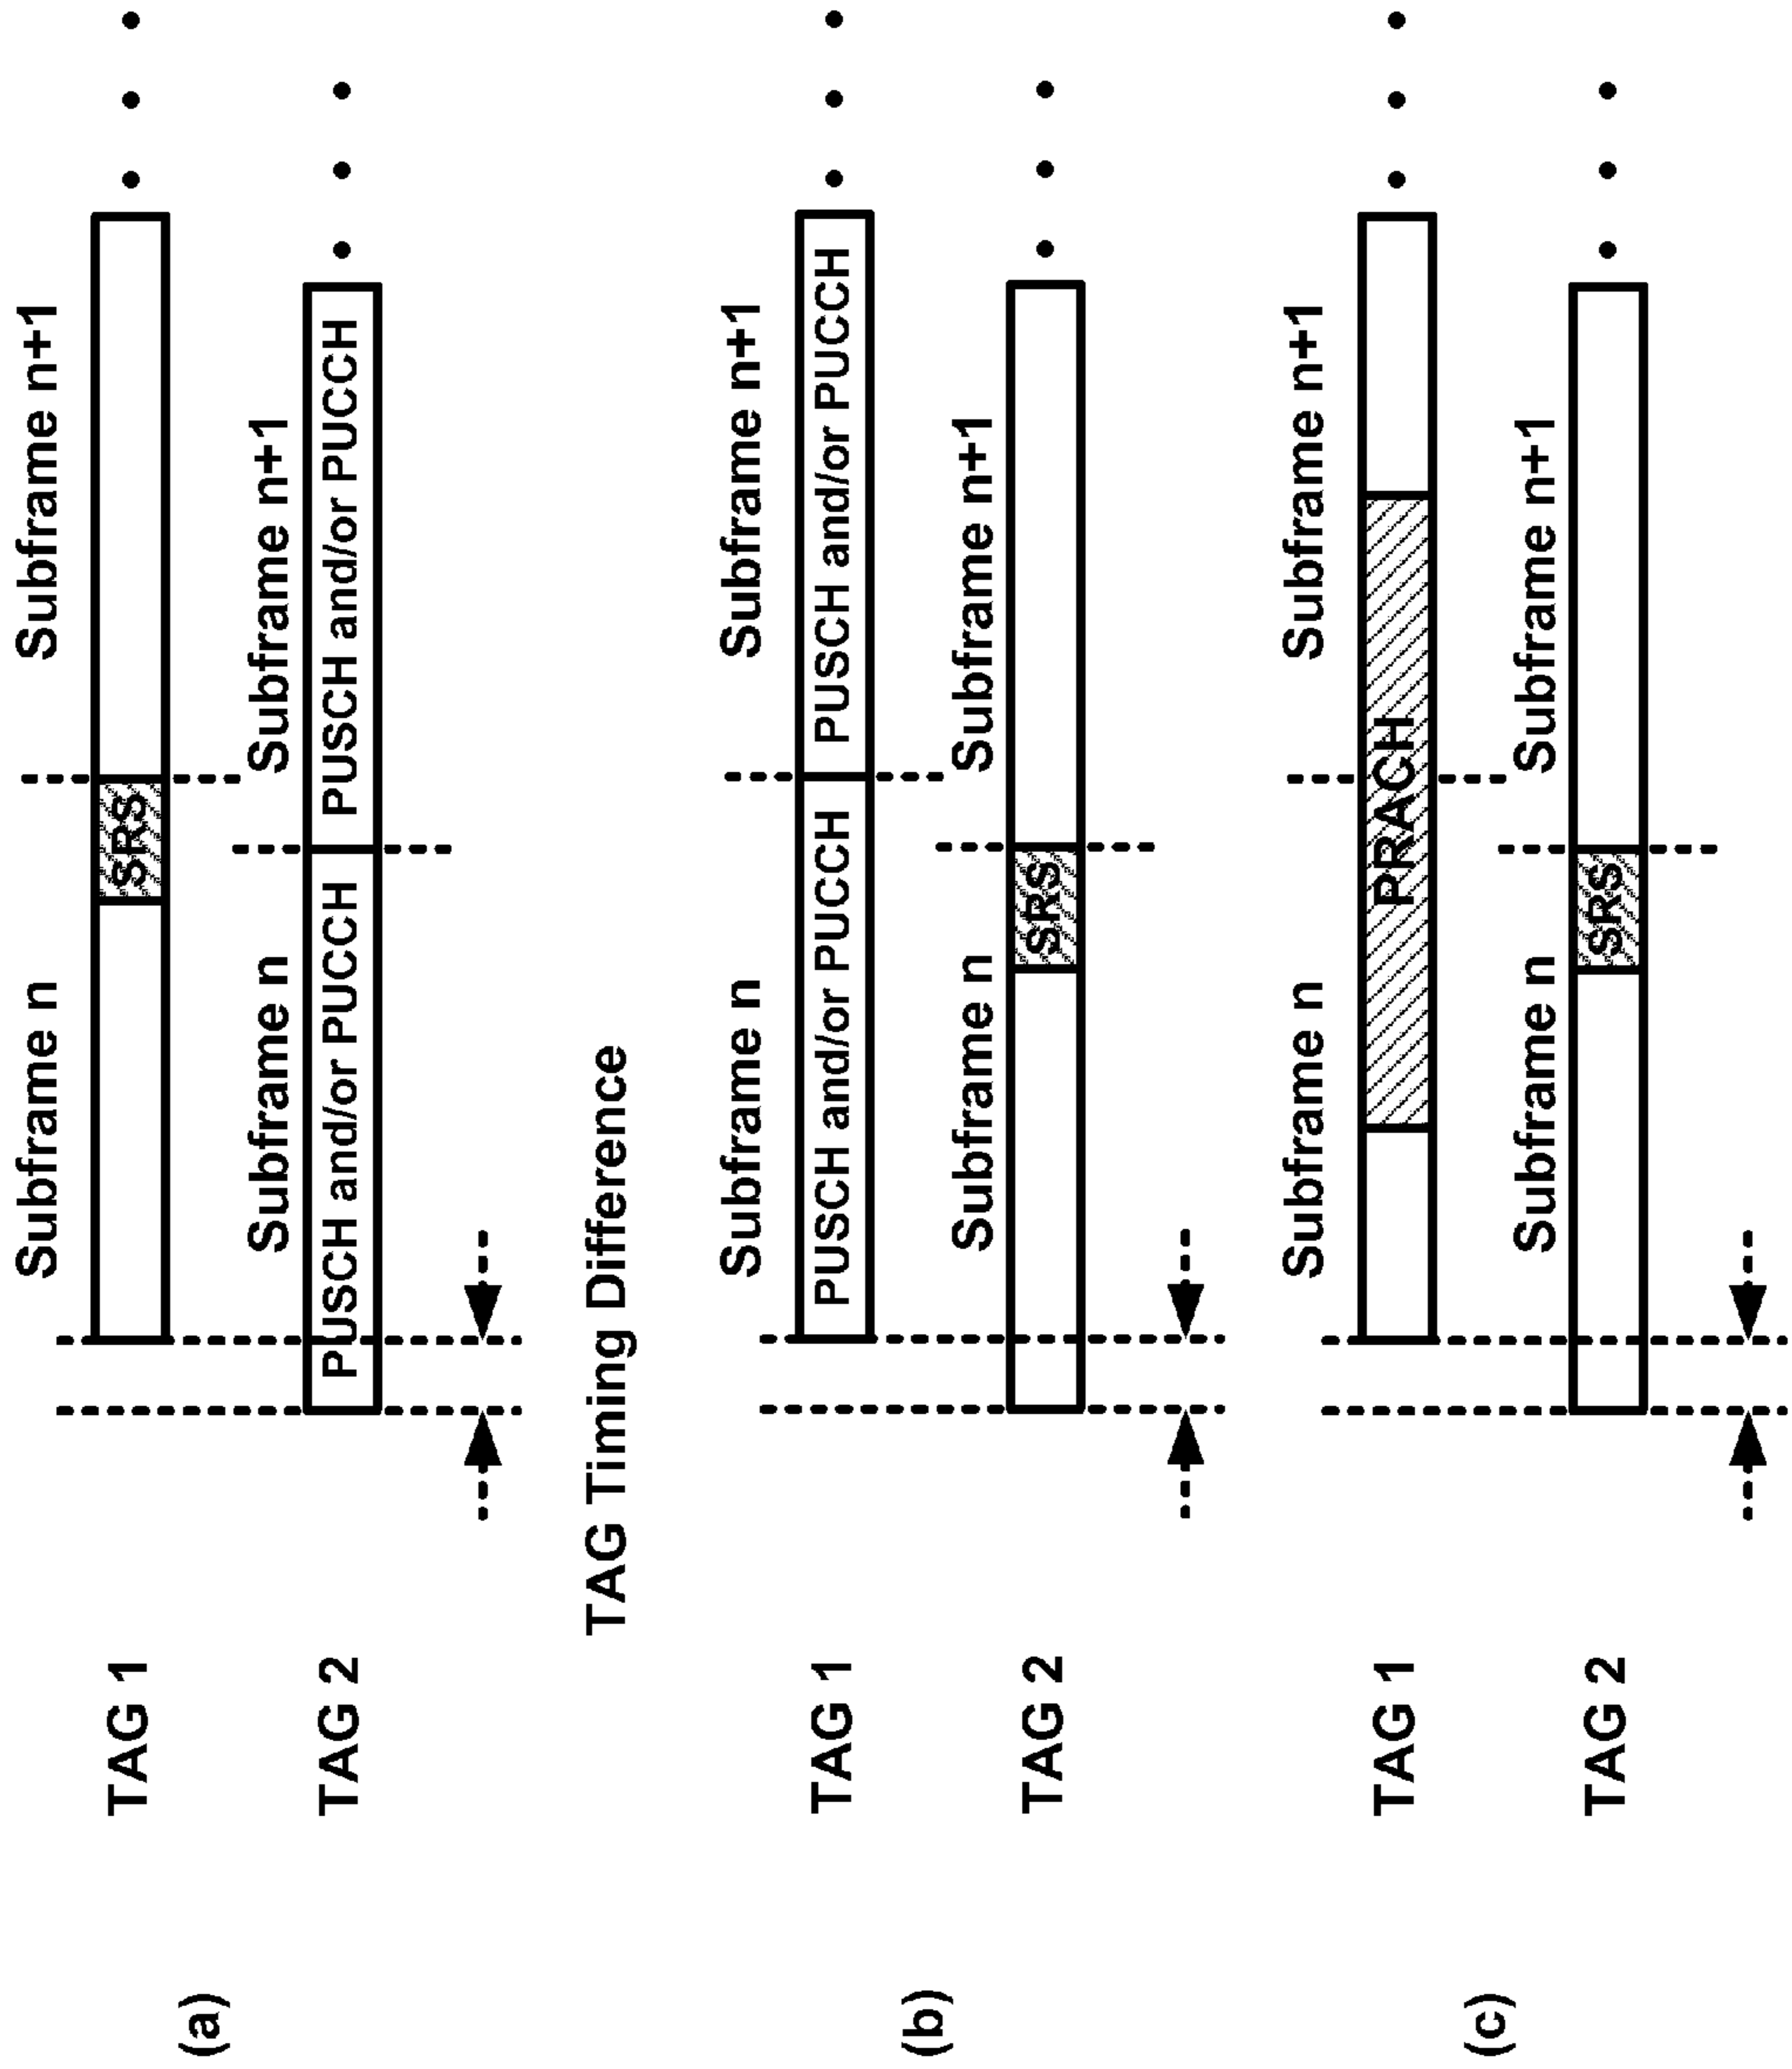 (a)
Subframe n Subframe n+1
TAG 1 SRS
Subframe n Subframe n+1
TAG 2 PUSCH and/or PUCCH PUSCH and/or PUCCH
TAG Timing Difference
(b)
Subframe n Subframe n+1
TAG 1 PUSCH and/or PUCCH PUSCH and/or PUCCH
Subframe n Subframe n+1
TAG 2 SRS
(c)
Subframe n Subframe n+1
TAG 1 PRACH
Subframe n Subframe n+1
TAG 2 SRS